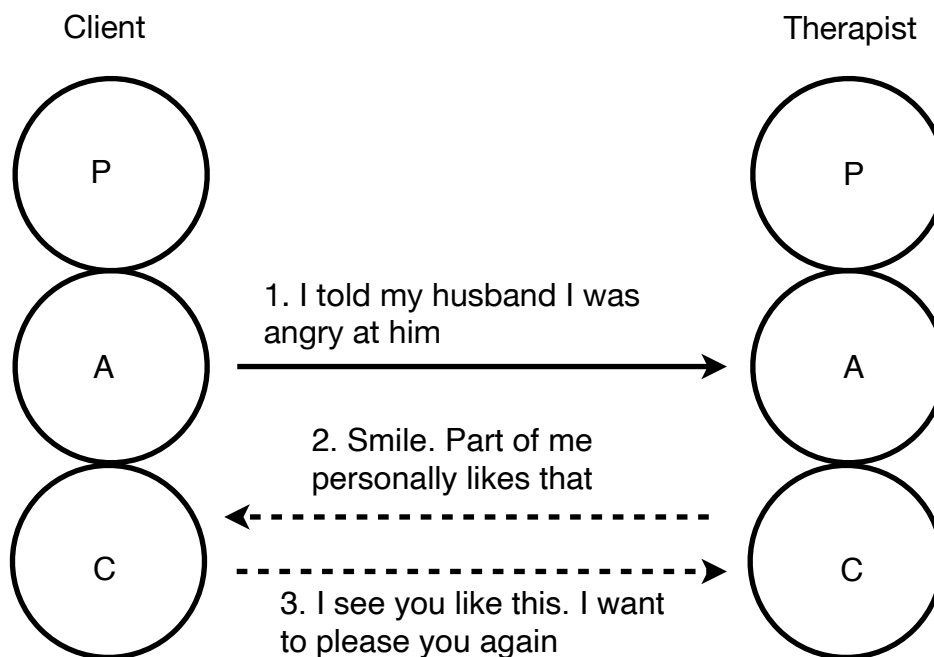 Client
Therapist
P
P
1. I told my husband I was
angry at him
A
A
2. Smile. Part of me
personally likes that
C
C
3. I see you like this. I want
to please you again